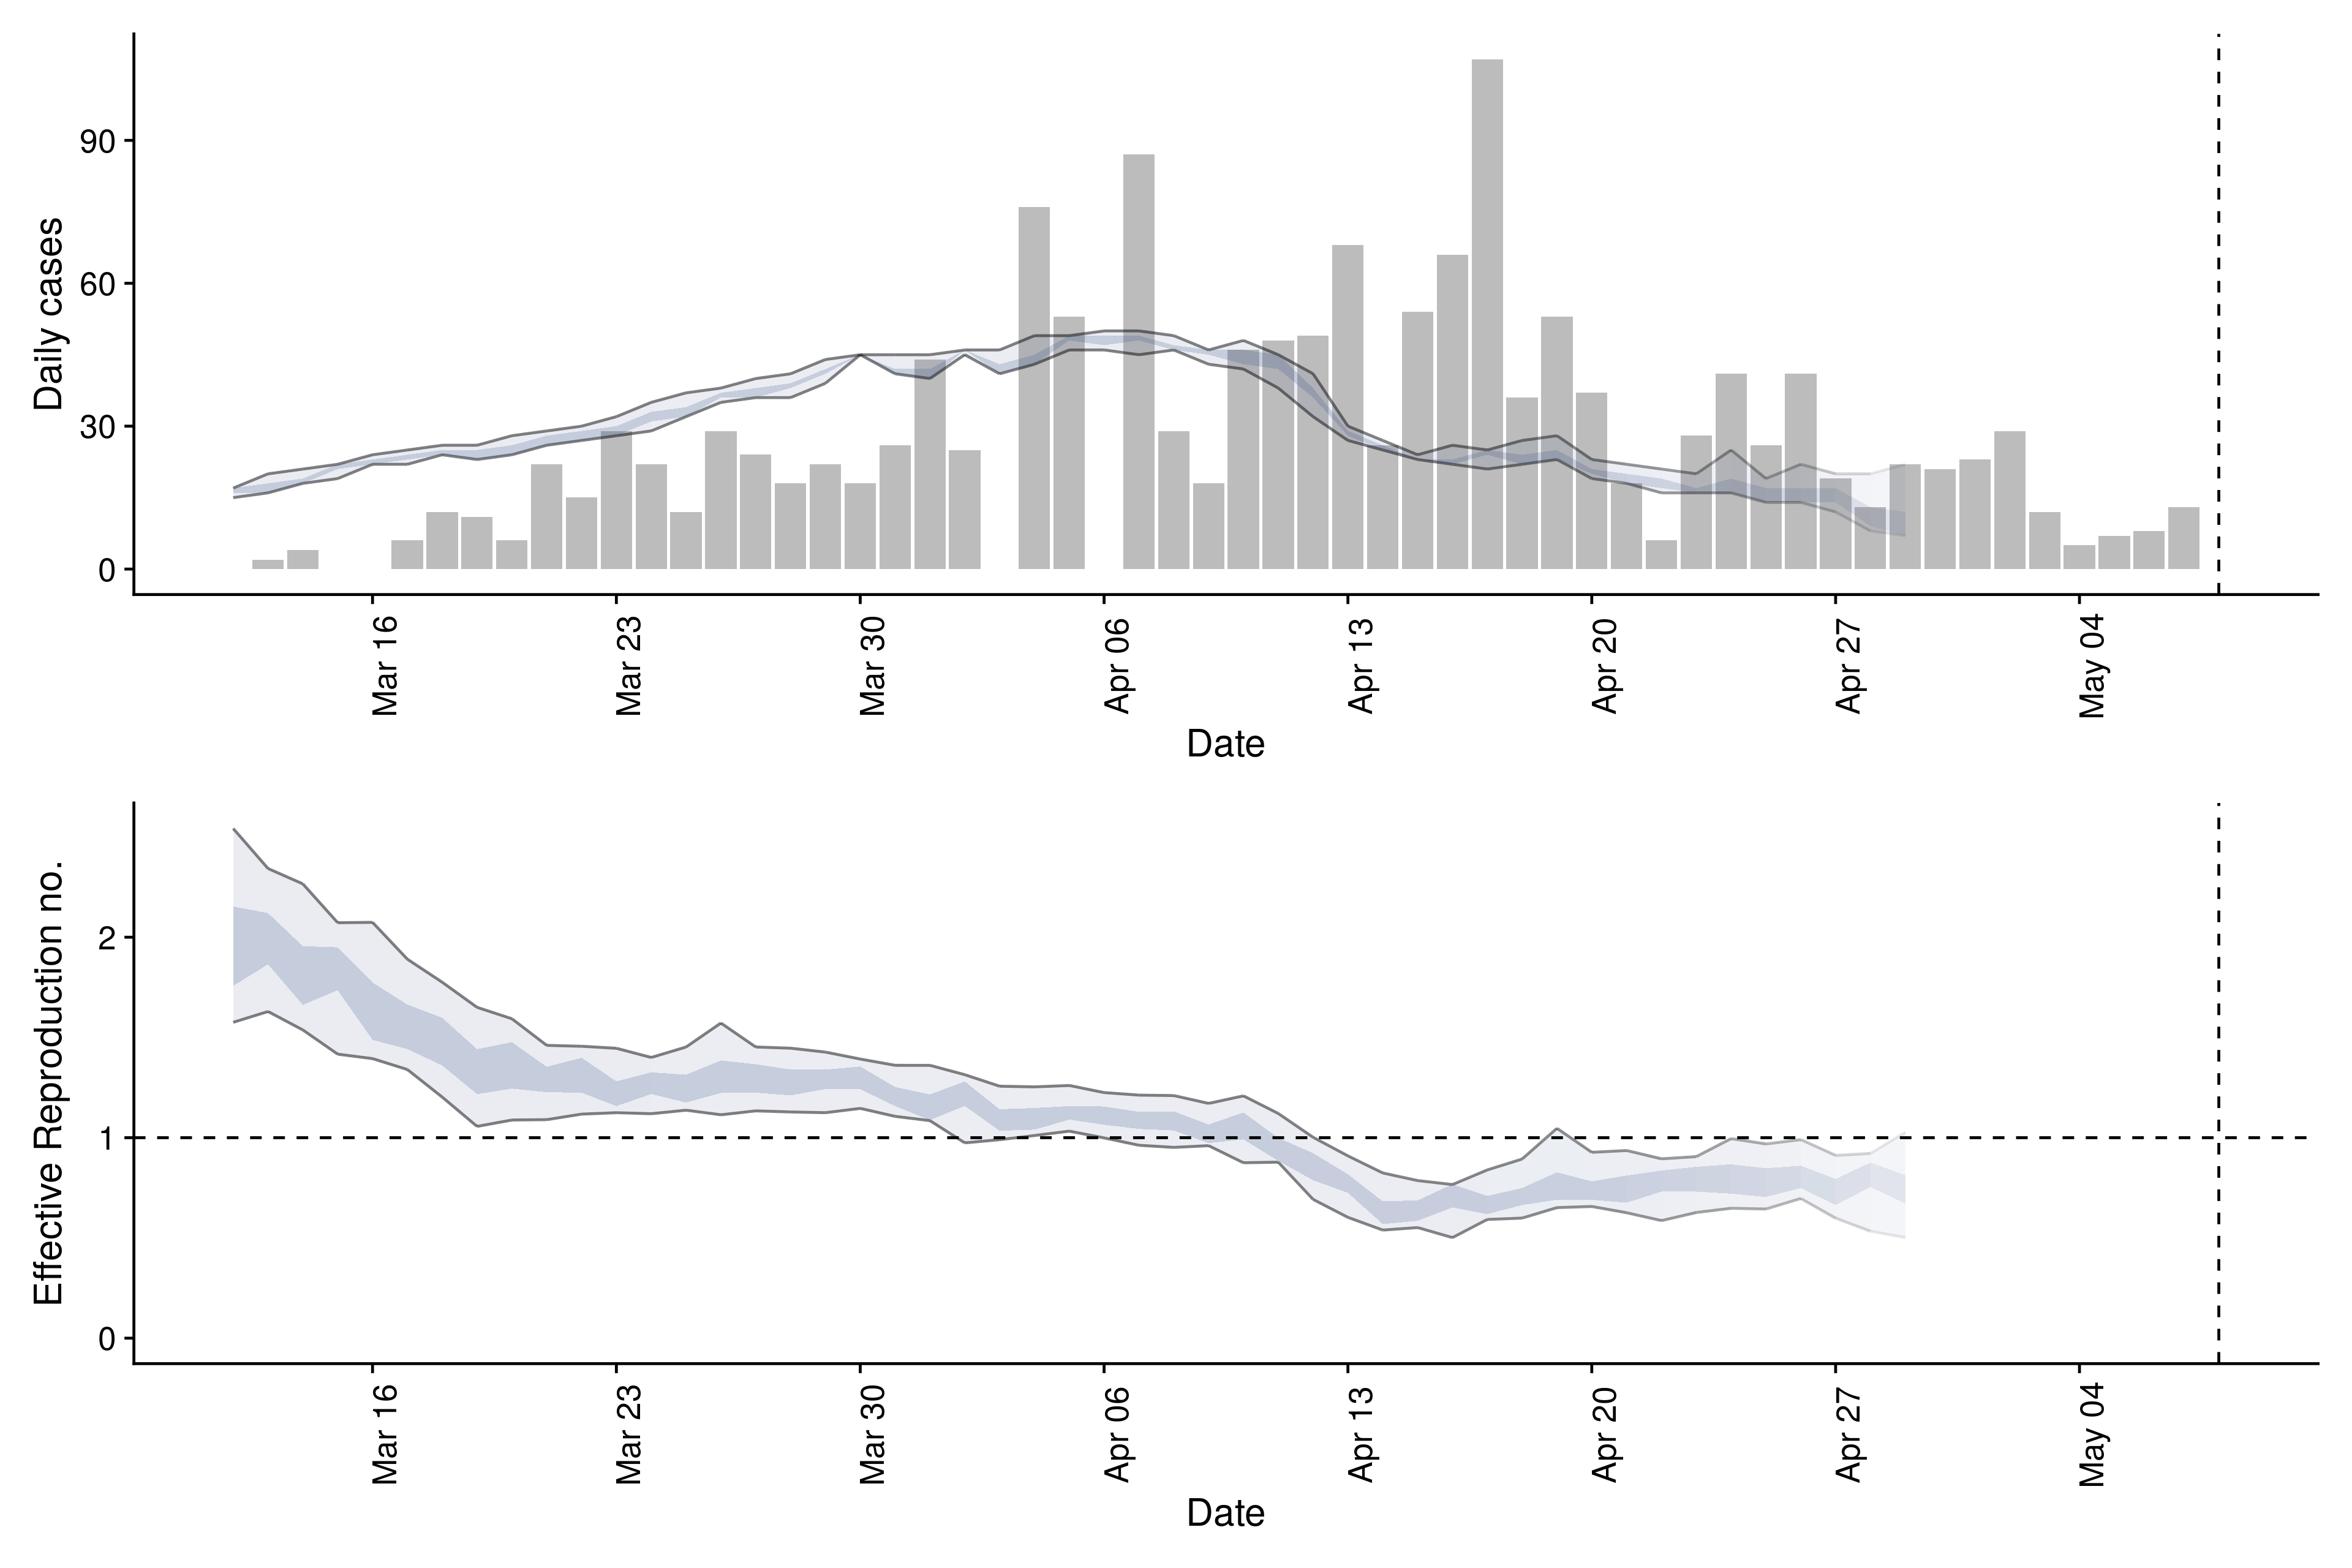 Daily cases
90
60
30
0
Mar 16
Mar 23
Mar 30
Apr 06
Apr 13
Apr 20
Apr 27
May 04
Date
Effective Reproduction no.
2
1
0
Mar 16
Mar 23
Mar 30
Apr 06
Apr 13
Apr 20
Apr 27
May 04
Date